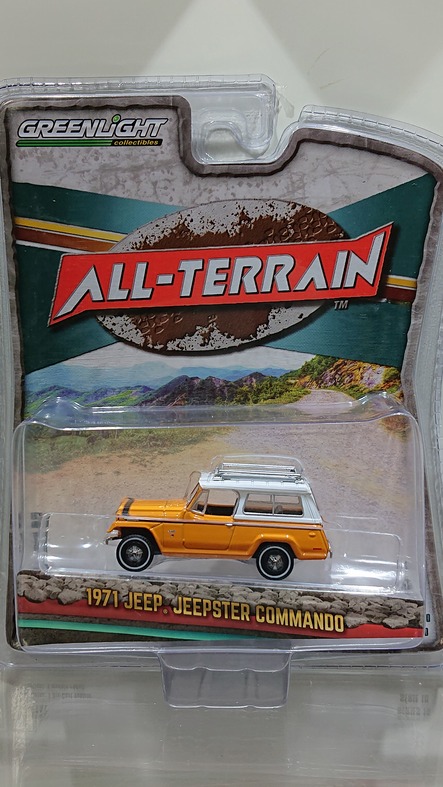 GREENLiGHT
collectibles
ALL-TERRAIN
TM
1971 JEEP® JEEPSTER COMMANDO